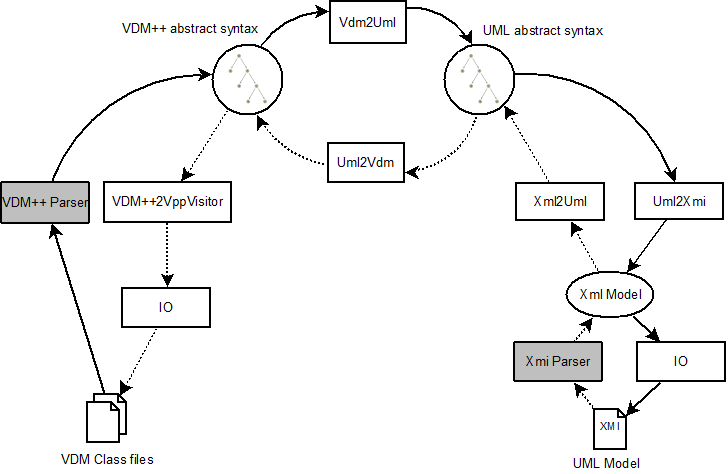 Vdm2Uml
VDM++ abstract syntax
UML abstract syntax
Uml2Vdm
VDM++ Parser
VDM++2VppVisitor
Xml2Uml
Uml2Xmi
IO
Xml Model
Xmi Parser
IO
XMI
VDM Class files
UML Model